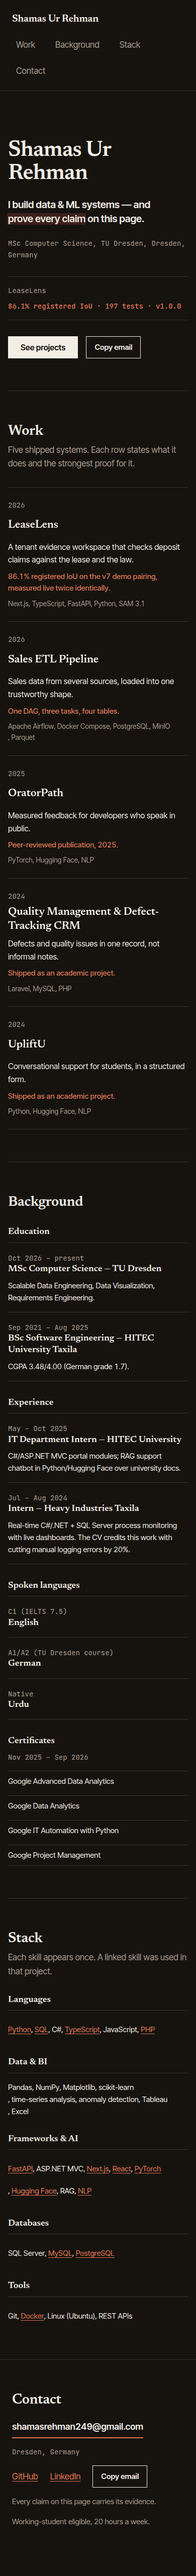 Shamas Ur Rehman
Work Background Stack
Contact
Shamas Ur
Rehman
I build data & ML systems — and
prove every claim on this page.
MSc Computer Science, TU Dresden, Dresden,
Germany
LeaseLens
86.1% registered IoU · 197 tests · v1.0.0
See projects Copy email
Work
Five shipped systems. Each row states what it
does and the strongest proof for it.
2026
LeaseLens
A tenant evidence workspace that checks deposit
claims against the lease and the law.
86.1% registered IoU on the v7 demo pairing,
measured live twice identically.
Next.js, TypeScript, FastAPI, Python, SAM 3.1
2026
Sales ETL Pipeline
Sales data from several sources, loaded into one
trustworthy shape.
One DAG, three tasks, four tables.
Apache Airflow, Docker Compose, PostgreSQL, MinIO
, Parquet
2025
OratorPath
Measured feedback for developers who speak in
public.
Peer-reviewed publication, 2025.
PyTorch, Hugging Face, NLP
2024
Quality Management & Defect-
Tracking CRM
Defects and quality issues in one record, not
informal notes.
Shipped as an academic project.
Laravel, MySQL, PHP
2024
UpliftU
Conversational support for students, in a structured
form.
Shipped as an academic project.
Python, Hugging Face, NLP
Background
Education
Oct 2026 – present
MSc Computer Science — TU Dresden
Scalable Data Engineering, Data Visualization,
Requirements Engineering.
Sep 2021 – Aug 2025
BSc Software Engineering — HITEC
University Taxila
CGPA 3.48/4.00 (German grade 1.7).
Experience
May – Oct 2025
IT Department Intern — HITEC University
C#/ASP.NET MVC portal modules; RAG support
chatbot in Python/Hugging Face over university docs.
Jul – Aug 2024
Intern — Heavy Industries Taxila
Real-time C#/.NET + SQL Server process monitoring
with live dashboards. The CV credits this work with
cutting manual logging errors by 20%.
Spoken languages
C1 (IELTS 7.5)
English
A1/A2 (TU Dresden course)
German
Native
Urdu
Certificates
Nov 2025 – Sep 2026
Google Advanced Data Analytics
Google Data Analytics
Google IT Automation with Python
Google Project Management
Stack
Each skill appears once. A linked skill was used in
that project.
Languages
Python, SQL, C#, TypeScript, JavaScript, PHP
Data & BI
Pandas, NumPy, Matplotlib, scikit-learn
, time-series analysis, anomaly detection, Tableau
, Excel
Frameworks & AI
FastAPI, ASP.NET MVC, Next.js, React, PyTorch
, Hugging Face, RAG, NLP
Databases
SQL Server, MySQL, PostgreSQL
Tools
Git, Docker, Linux (Ubuntu), REST APIs
Contact
shamasrehman249@gmail.com
Dresden, Germany
GitHub LinkedIn Copy email
Every claim on this page carries its evidence.
Working-student eligible, 20 hours a week.